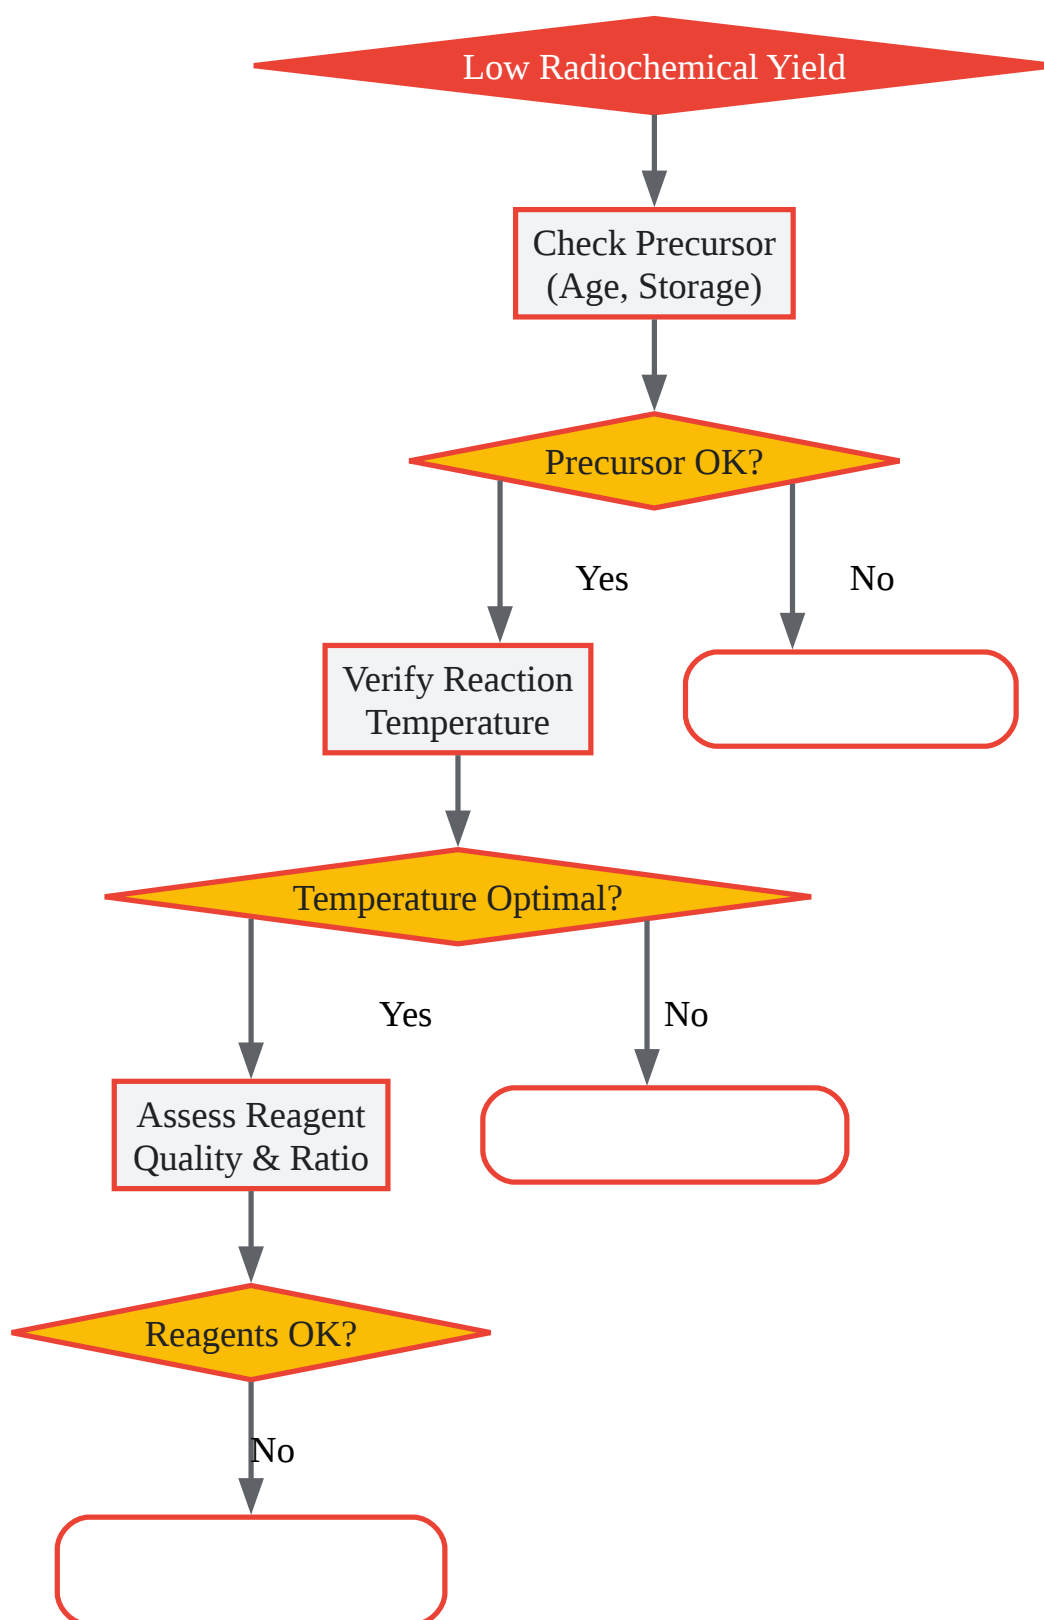 Low Radiochemical Yield
Check Precursor
(Age, Storage)
Precursor OK?
Yes
No
Verify Reaction
Temperature
Temperature Optimal?
Yes
No
Assess Reagent
Quality & Ratio
Reagents OK?
No